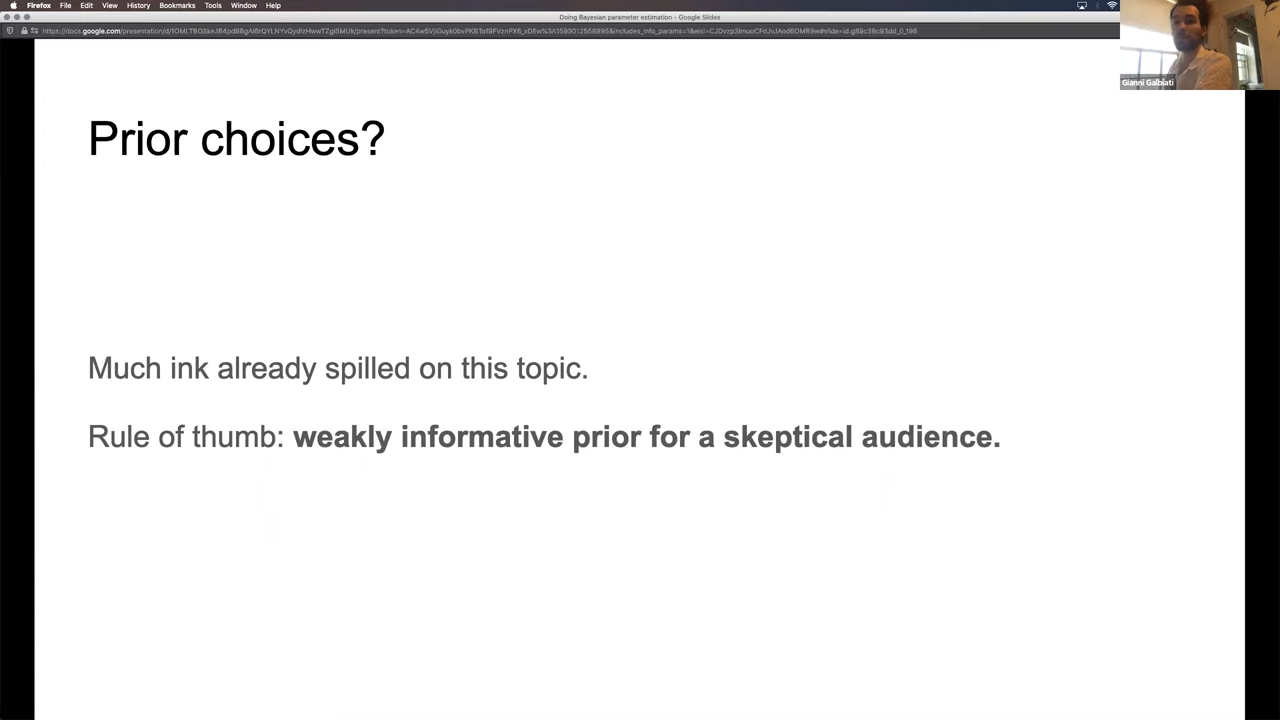 Firefox File Edit View History Bookmarks Tools Window Help
Doing Bayesian parameter estimation - Google Slides
Gianni Galbiati
Prior choices?
Much ink already spilled on this topic.
Rule of thumb: weakly informative prior for a skeptical audience.